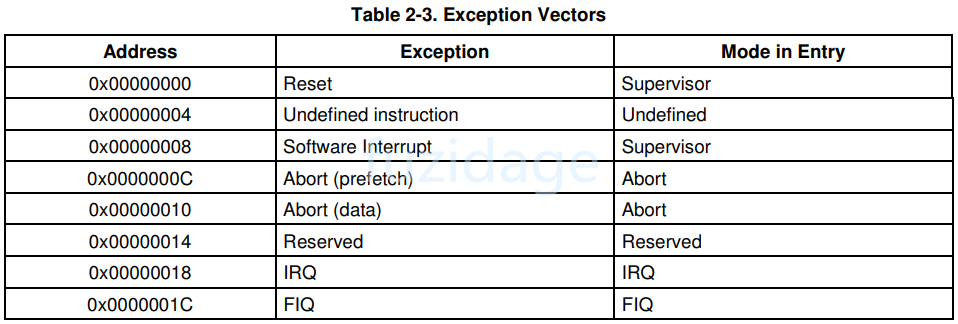 Table 2-3. Exception Vectors
Address Exception Mode in Entry
0x00000000 Reset Supervisor
0x00000004 Undefined instruction Undefined
0x00000008 Software Interrupt Supervisor
fuzidage
0x0000000C Abort (prefetch) Abort
0x00000010 Abort (data) Abort
0x00000014 Reserved Reserved
0x00000018 IRQ IRQ
0x0000001C FIQ FIQ